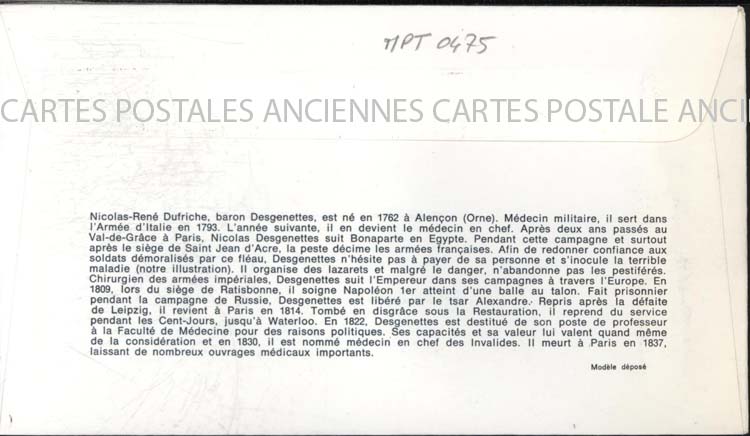 MPT 0475
CARTES POSTALES ANCIENNES CARTES POSTALE ANCI
Nicolas-René Dufriche, baron Desgenettes, est né en 1762 à Alençon (Orne). Médecin militaire, il sert dans
l'Armée d'Italie en 1793. L'année suivante, il en devient le médecin en chef. Après deux ans passés au
Val-de-Grâce à Paris, Nicolas Desgenettes suit Bonaparte en Egypte. Pendant cette campagne et surtout
après le siège de Saint Jean d'Acre, la peste décime les armées françaises. Afin de redonner confiance aux
soldats démoralisés par ce fléau, Desgenettes n'hésite pas à payer de sa personne et s'inocule la terrible
maladie (notre illustration). Il organise des lazarets et malgré le danger, n'abandonne pas les pestiférés.
Chirurgien des armées impériales, Desgenettes suit l'Empereur dans ses campagnes à travers l'Europe. En
1809, lors du siège de Ratisbonne, il soigne Napoléon 1er atteint d'une balle au talon. Fait prisonnier
pendant la campagne de Russie, Desgenettes est libéré par le tsar Alexandre. Repris après la défaite
de Leipzig, il revient à Paris en 1814. Tombé en disgrâce sous la Restauration, il reprend du service
pendant les Cent-Jours, jusqu'à Waterloo. En 1822, Desgenettes est destitué de son poste de professeur
à la Faculté de Médecine pour des raisons politiques. Ses capacités et sa valeur lui valent quand même
de la considération et en 1830, il est nommé médecin en chef des Invalides. Il meurt à Paris en 1837,
laissant de nombreux ouvrages médicaux importants.
Modèle déposé